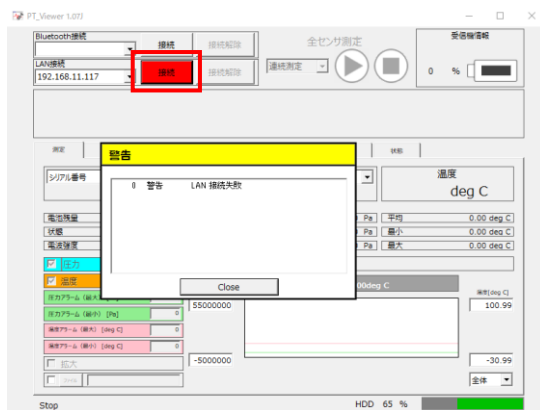 PT_Viewer 1.07J
Bluetooth接続
接続
接続解除
全センサ測定
受信機情報
LAN接続
192.168.11.117
接続
接続解除
連続測定
0 %
測定
状態
警告
0 警告 LAN 接続失敗
Close
シリアル番号
温度
deg C
電池残量
Pa
平均
0.00 deg C
状態
Pa
最小
0.00 deg C
電波強度
Pa
最大
0.00 deg C
圧力
温度
00deg C
圧力アラーム (最大)
0
圧力アラーム (最小) [Pa]
0
温度アラーム (最大) [deg C]
0
温度アラーム (最小) [deg C]
0
拡大
55000000
-5000000
温度[deg C]
100.99
-30.99
全体
Stop
HDD 65 %